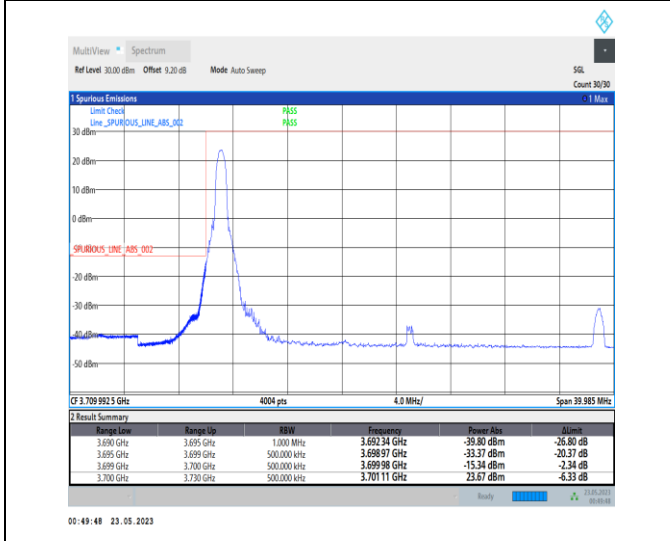 MultiView Spectrum
Ref Level 30.00 dBm Offset 9.20 dB Mode Auto Sweep SGL
Count 30/30
1 Spurious Emissions 1 Max
Limit Check PASS
Line _SPURIOUS_LINE_ABS_002 PASS
30 dBm
20 dBm
10 dBm
0 dBm
_SPURIOUS_LINE_ABS_002
-20 dBm
-30 dBm
-40 dBm
-50 dBm
CF 3.709 992 5 GHz 4004 pts 4.0 MHz/ Span 39.985 MHz
2 Result Summary
Range Low Range Up RBW Frequency Power Abs ΔLimit
3.690 GHz 3.695 GHz 1.000 MHz 3.692 34 GHz -39.80 dBm -26.80 dB
3.695 GHz 3.699 GHz 500.000 kHz 3.698 97 GHz -33.37 dBm -20.37 dB
3.699 GHz 3.700 GHz 500.000 kHz 3.699 98 GHz -15.34 dBm -2.34 dB
3.700 GHz 3.730 GHz 500.000 kHz 3.701 11 GHz 23.67 dBm -6.33 dB
Ready 23.05.2023
00:49:48
00:49:48 23.05.2023